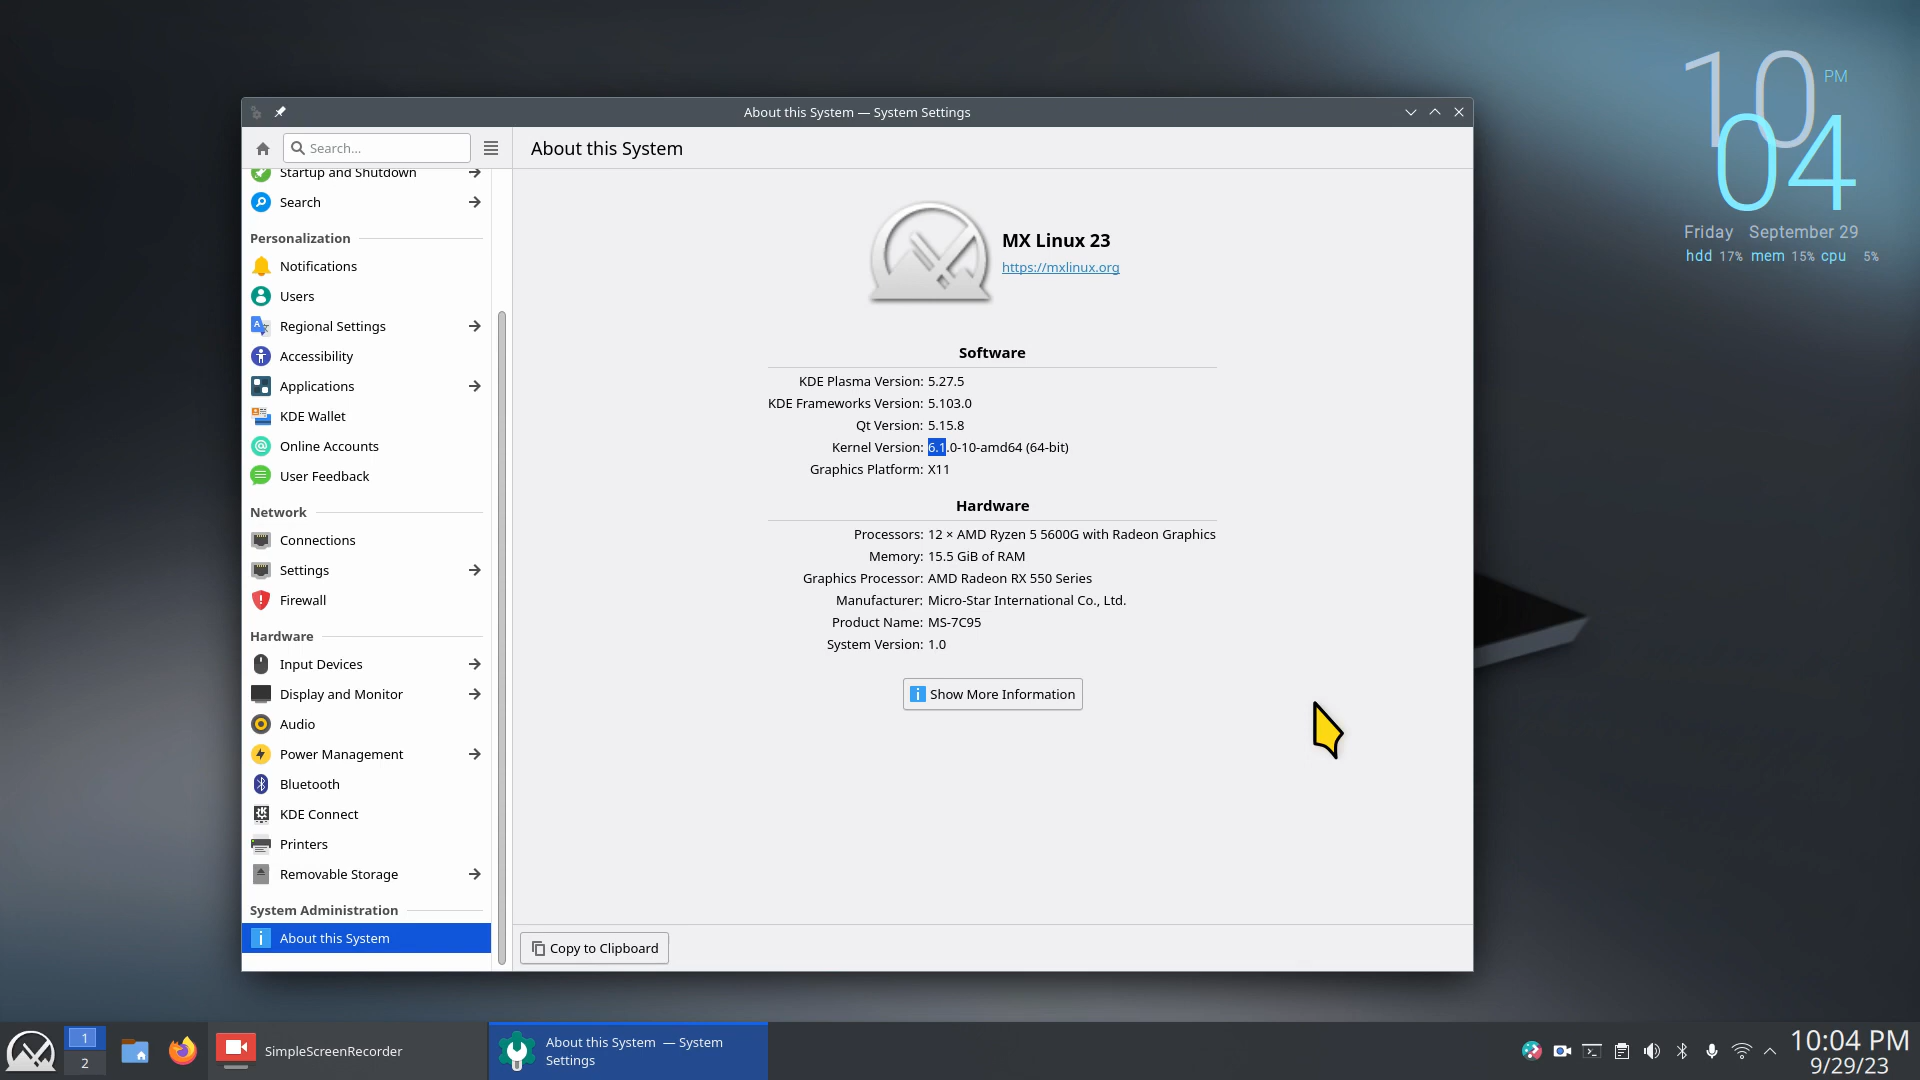 10 PM
04
Friday September 29
hdd 17% mem 15% cpu 5%
About this System — System Settings
Search...
About this System
Startup and Shutdown
Search
Personalization
Notifications
Users
Regional Settings
Accessibility
Applications
KDE Wallet
Online Accounts
User Feedback
Network
Connections
Settings
Firewall
Hardware
Input Devices
Display and Monitor
Audio
Power Management
Bluetooth
KDE Connect
Printers
Removable Storage
System Administration
About this System
MX Linux 23
https://mxlinux.org
Software
KDE Plasma Version: 5.27.5
KDE Frameworks Version: 5.103.0
Qt Version: 5.15.8
Kernel Version: 6.1.0-10-amd64 (64-bit)
Graphics Platform: X11
Hardware
Processors: 12 × AMD Ryzen 5 5600G with Radeon Graphics
Memory: 15.5 GiB of RAM
Graphics Processor: AMD Radeon RX 550 Series
Manufacturer: Micro-Star International Co., Ltd.
Product Name: MS-7C95
System Version: 1.0
Show More Information
Copy to Clipboard
1
2
SimpleScreenRecorder
About this System — System
Settings
10:04 PM
9/29/23